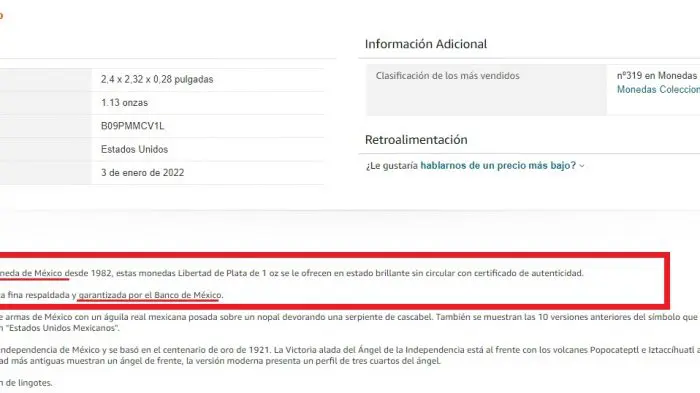 o
Información Adicional
2,4 x 2,32 x 0,28 pulgadas
Clasificación de los más vendidos
nº319 en Monedas
Monedas Coleccion
1.13 onzas
B09PMMCV1L
Estados Unidos
Retroalimentación
3 de enero de 2022
¿Le gustaría hablarnos de un precio más bajo?
neda de México desde 1982, estas monedas Libertad de Plata de 1 oz se le ofrecen en estado brillante sin circular con certificado de autenticidad.
a fina respaldada y garantizada por el Banco de México.
e armas de México con un águila real mexicana posada sobre un nopal devorando una serpiente de cascabel. También se muestran las 10 versiones anteriores del símbolo que
n "Estados Unidos Mexicanos".
ndependencia de México y se basó en el centenario de oro de 1921. La Victoria alada del Ángel de la Independencia está al frente con los volcanes Popocateptl e Iztaccíhuatl a
dad más antiguas muestran un ángel de frente, la versión moderna presenta un perfil de tres cuartos del ángel.
n de lingotes.